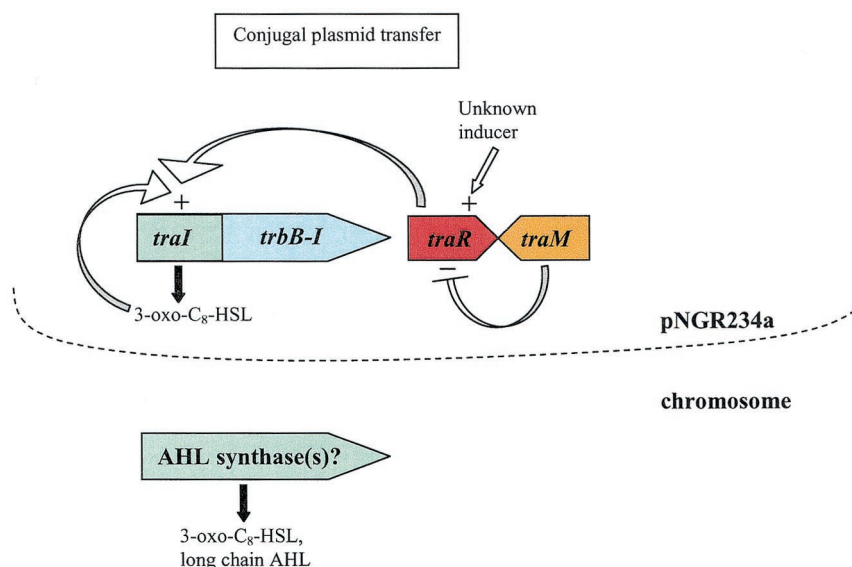 Conjugal plasmid transfer
Unknown
inducer
+
+
traI
trbB-I
traR
traM
−
3-oxo-C₈-HSL
pNGR234a
chromosome
AHL synthase(s)?
3-oxo-C₈-HSL,
long chain AHL